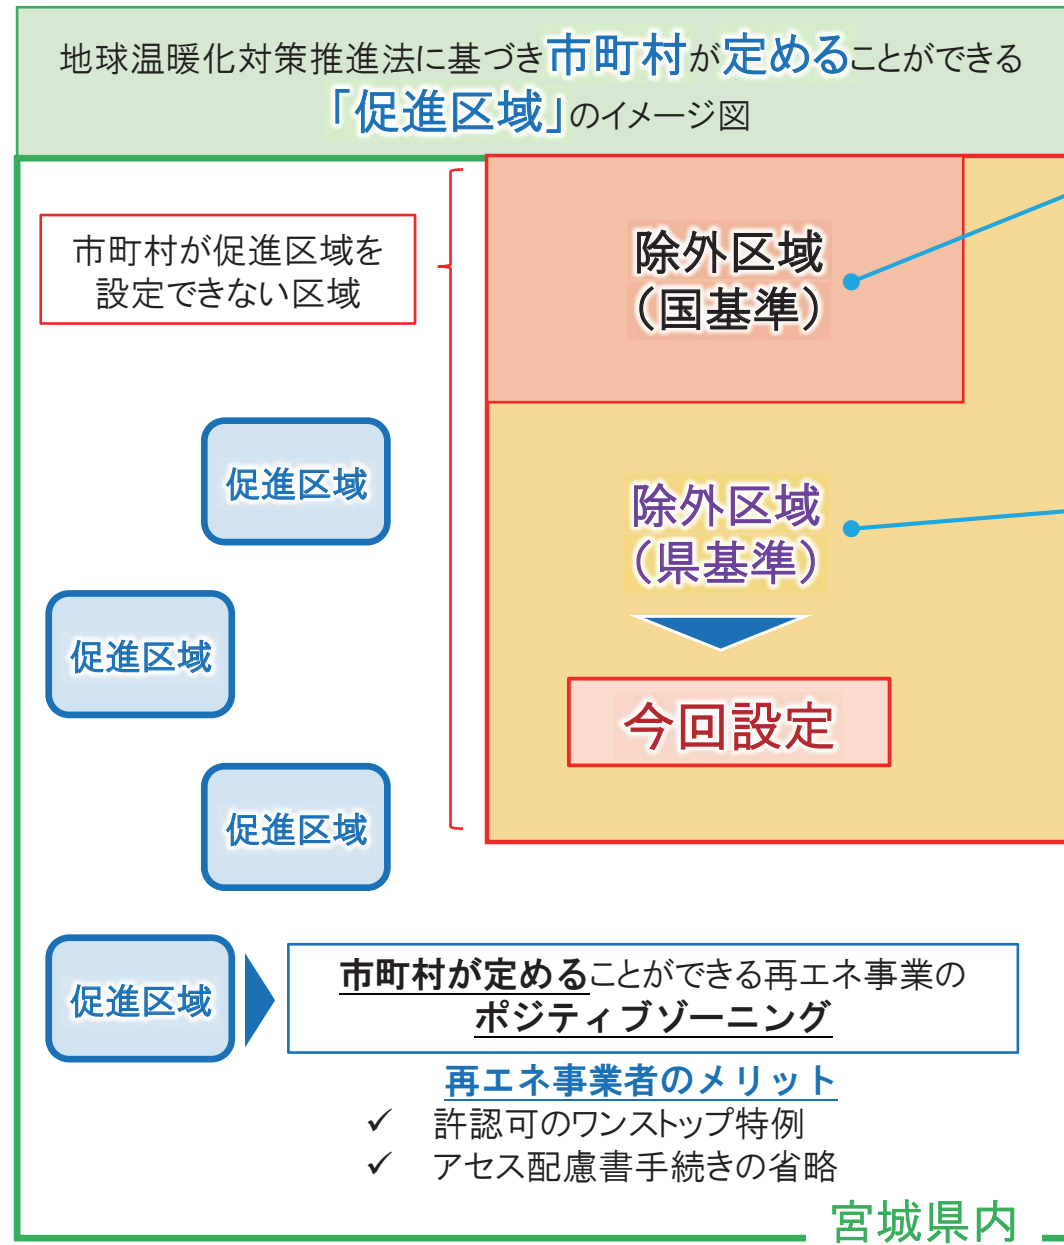 地球温暖化対策推進法に基づき市町村が定めることができる
「促進区域」のイメージ図
市町村が促進区域を
設定できない区域
除外区域
（国基準）
促進区域
除外区域
（県基準）
促進区域
今回設定
促進区域
促進区域
市町村が定めることができる再エネ事業の
ポジティブゾーニング
再エネ事業者のメリット
✓ 許認可のワンストップ特例
✓ アセス配慮書手続きの省略
宮城県内